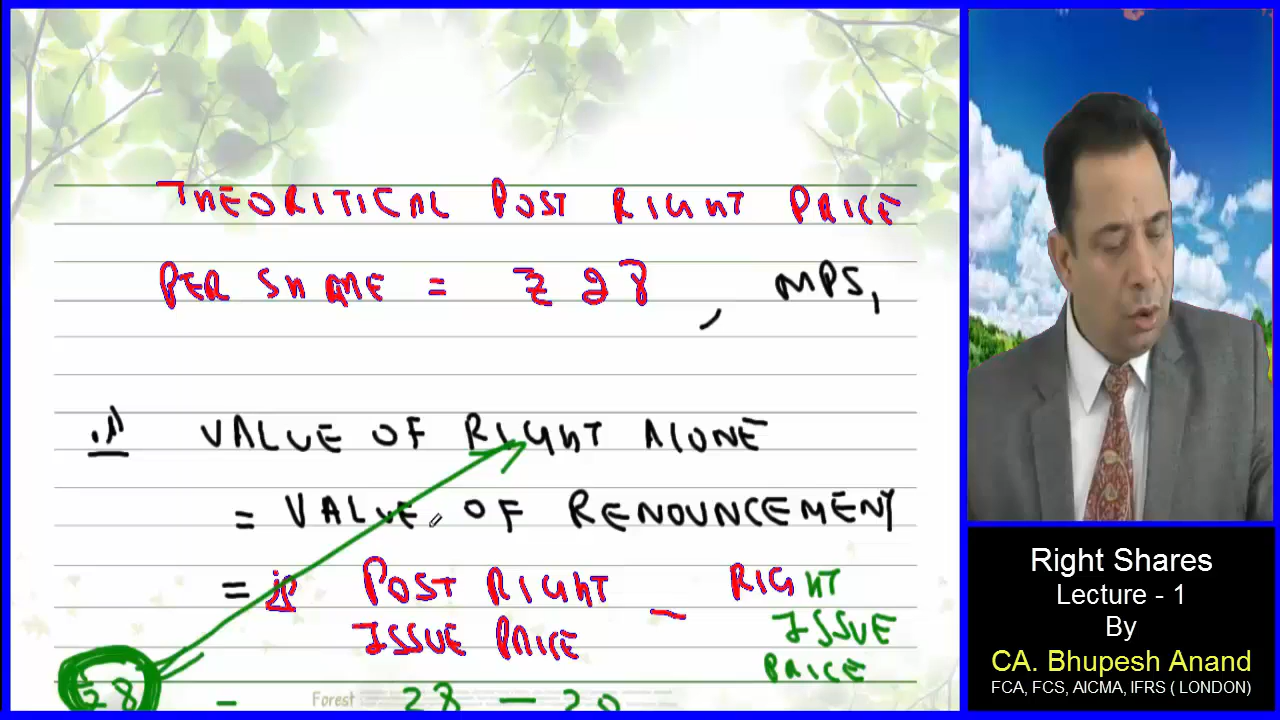 THEORITICAL POST RIGHT PRICE
PER SHARE = ₹ 28 , MPS,
VALUE OF RIGHT ALONE
= VALUE OF RENOUNCEMENT
= POST RIGHT ISSUE PRICE – RIGHT ISSUE PRICE
28 = 28 – 20
Forest
Right Shares
Lecture - 1
By
CA. Bhupesh Anand
FCA, FCS, AICMA, IFRS ( LONDON)